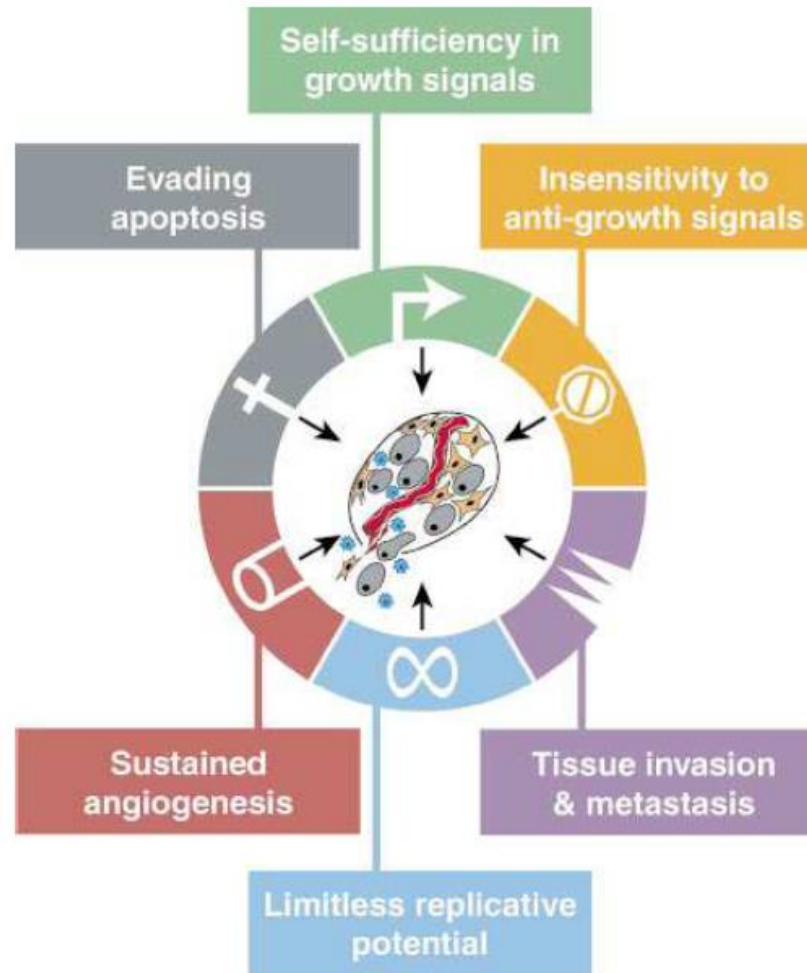 Self-sufficiency in
growth signals
Evading
apoptosis
Insensitivity to
anti-growth signals
Sustained
angiogenesis
Tissue invasion
& metastasis
Limitless replicative
potential